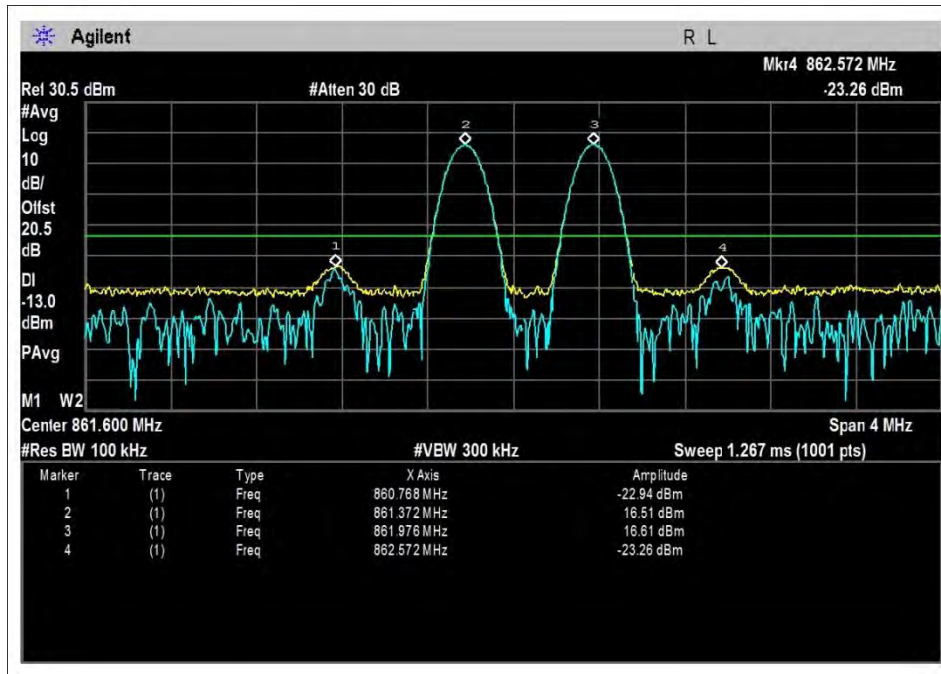 Agilent
R L
Mkr4 862.572 MHz
Rel 30.5 dBm #Atten 30 dB -23.26 dBm
#Avg
Log
10
dB/
Offst
20.5
dB
DI
-13.0
dBm
PAvg
M1 W2
2
3
1
4
Center 861.600 MHz Span 4 MHz
#Res BW 100 kHz #VBW 300 kHz Sweep 1.267 ms (1001 pts)
Marker Trace Type X Axis Amplitude
1 (1) Freq 860.768 MHz -22.94 dBm
2 (1) Freq 861.372 MHz 16.51 dBm
3 (1) Freq 861.976 MHz 16.61 dBm
4 (1) Freq 862.572 MHz -23.26 dBm